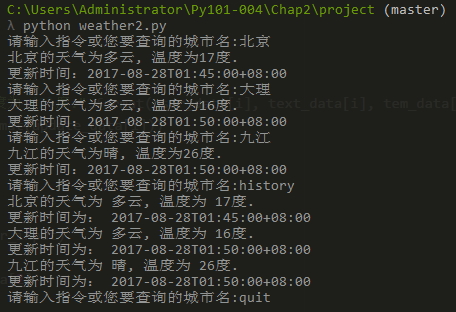 C:\Users\Administrator\Py101-004\Chap2\project (master)
λ python weather2.py
请输入指令或您要查询的城市名:北京
北京的天气为多云, 温度为17度.
更新时间：2017-08-28T01:45:00+08:00
请输入指令或您要查询的城市名:大理
大理的天气为多云, 温度为16度.
更新时间：2017-08-28T01:50:00+08:00
请输入指令或您要查询的城市名:九江
九江的天气为晴, 温度为26度.
更新时间：2017-08-28T01:50:00+08:00
请输入指令或您要查询的城市名:history
北京的天气为 多云, 温度为 17度.
更新时间为： 2017-08-28T01:45:00+08:00
大理的天气为 多云, 温度为 16度.
更新时间为： 2017-08-28T01:50:00+08:00
九江的天气为 晴, 温度为 26度.
更新时间为： 2017-08-28T01:50:00+08:00
请输入指令或您要查询的城市名:quit